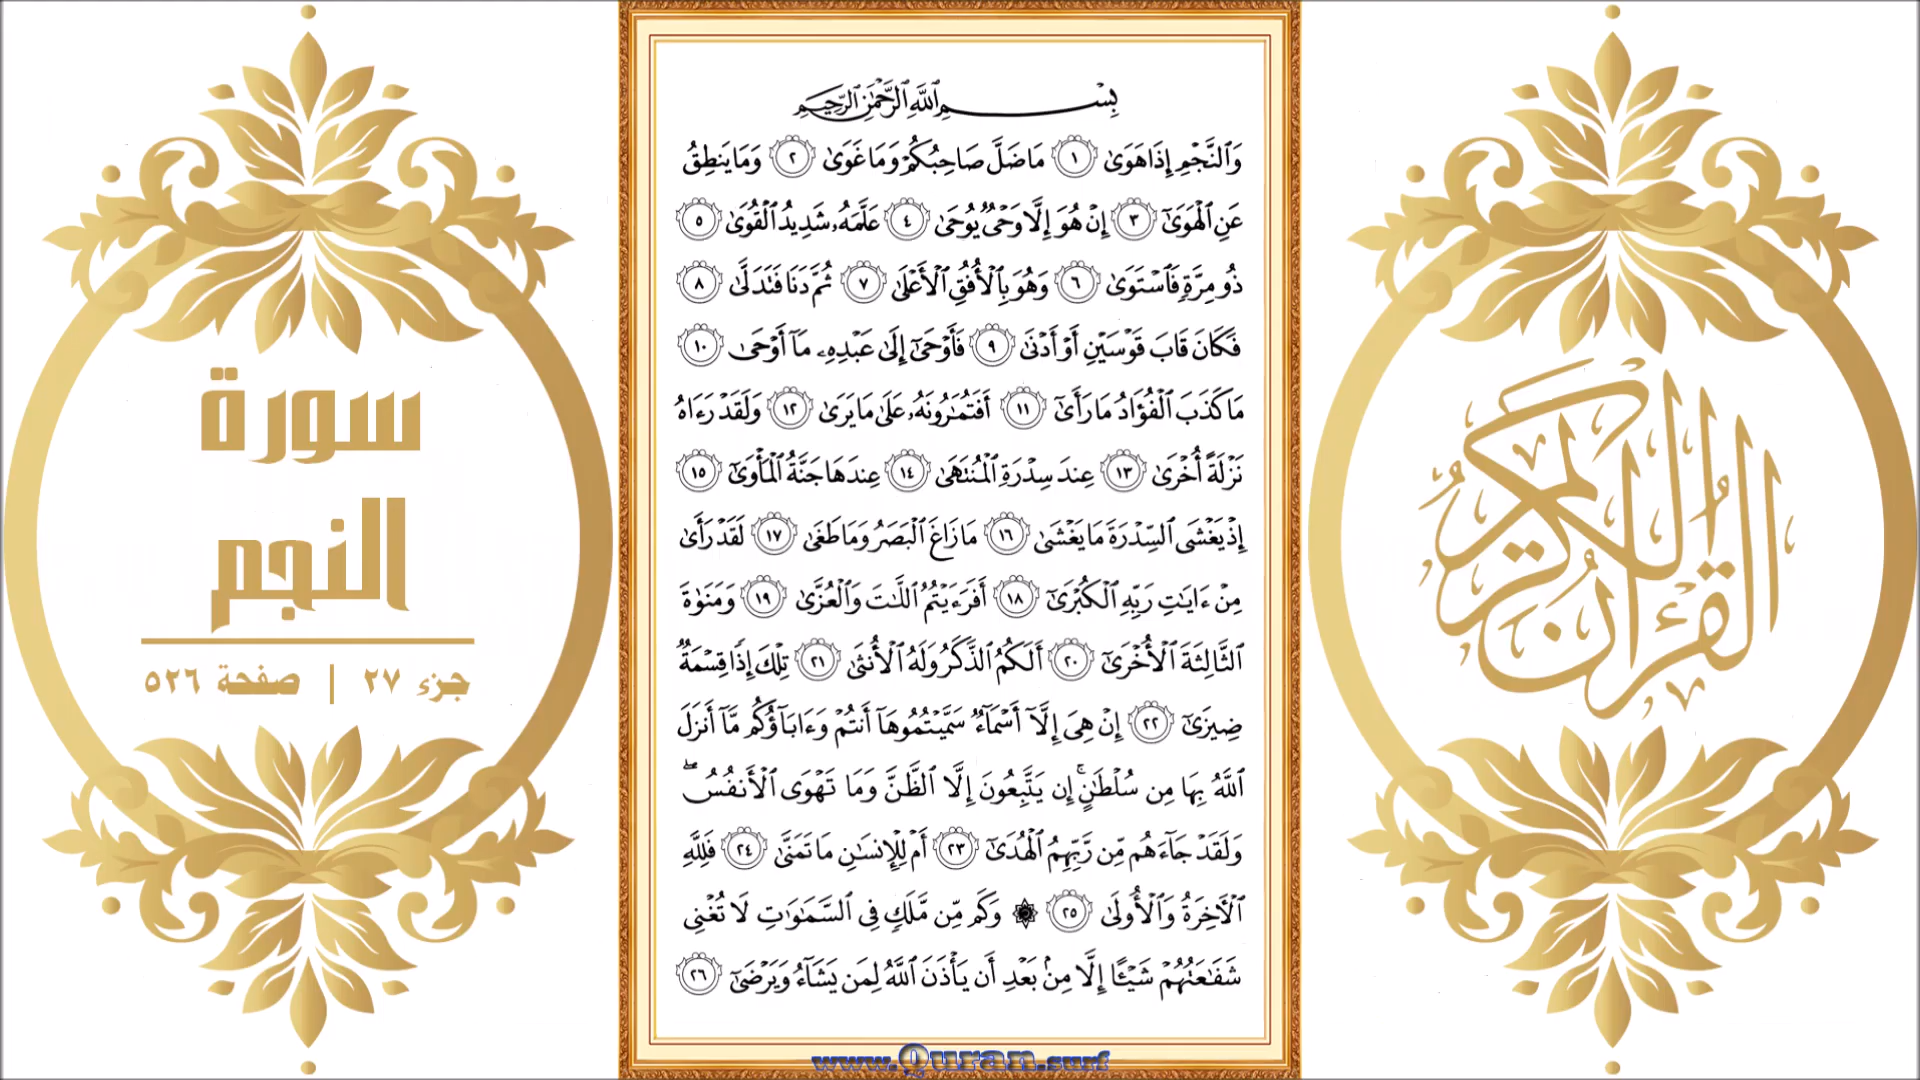 سورة
النجم
جزء ٢٧ | صفحة ٥٢٦
بِسْمِ ٱللَّهِ ٱلرَّحْمَٰنِ ٱلرَّحِيمِ
وَٱلنَّجْمِ إِذَا هَوَىٰ ١ مَا ضَلَّ صَاحِبُكُمْ وَمَا غَوَىٰ ٢ وَمَا يَنطِقُ
عَنِ ٱلْهَوَىٰٓ ٣ إِنْ هُوَ إِلَّا وَحْىٌ يُوحَىٰ ٤ عَلَّمَهُۥ شَدِيدُ ٱلْقُوَىٰ ٥
ذُو مِرَّةٍ فَٱسْتَوَىٰ ٦ وَهُوَ بِٱلْأُفُقِ ٱلْأَعْلَىٰ ٧ ثُمَّ دَنَا فَتَدَلَّىٰ ٨
فَكَانَ قَابَ قَوْسَيْنِ أَوْ أَدْنَىٰ ٩ فَأَوْحَىٰٓ إِلَىٰ عَبْدِهِۦ مَآ أَوْحَىٰ ١٠
مَا كَذَبَ ٱلْفُؤَادُ مَا رَأَىٰٓ ١١ أَفَتُمَٰرُونَهُۥ عَلَىٰ مَا يَرَىٰ ١٢ وَلَقَدْ رَءَاهُ
نَزْلَةً أُخْرَىٰ ١٣ عِندَ سِدْرَةِ ٱلْمُنتَهَىٰ ١٤ عِندَهَا جَنَّةُ ٱلْمَأْوَىٰٓ ١٥
إِذْ يَغْشَى ٱلسِّدْرَةَ مَا يَغْشَىٰ ١٦ مَا زَاغَ ٱلْبَصَرُ وَمَا طَغَىٰ ١٧ لَقَدْ رَأَىٰ
مِنْ ءَايَٰتِ رَبِّهِ ٱلْكُبْرَىٰٓ ١٨ أَفَرَءَيْتُمُ ٱللَّٰتَ وَٱلْعُزَّىٰ ١٩ وَمَنَوٰةَ
ٱلثَّالِثَةَ ٱلْأُخْرَىٰٓ ٢٠ أَلَكُمُ ٱلذَّكَرُ وَلَهُ ٱلْأُنثَىٰ ٢١ تِلْكَ إِذًا قِسْمَةٌ
ضِيزَىٰٓ ٢٢ إِنْ هِىَ إِلَّآ أَسْمَآءٌ سَمَّيْتُمُوهَآ أَنتُمْ وَءَابَآؤُكُم مَّآ أَنزَلَ
ٱللَّهُ بِهَا مِن سُلْطَٰنٍ ۚ إِن يَتَّبِعُونَ إِلَّا ٱلظَّنَّ وَمَا تَهْوَى ٱلْأَنفُسُ ۖ
وَلَقَدْ جَآءَهُم مِّن رَّبِّهِمُ ٱلْهُدَىٰٓ ٢٣ أَمْ لِلْإِنسَٰنِ مَا تَمَنَّىٰ ٢٤ فَلِلَّهِ
ٱلْءَاخِرَةُ وَٱلْأُولَىٰ ٢٥ ۞ وَكَم مِّن مَّلَكٍ فِى ٱلسَّمَٰوَٰتِ لَا تُغْنِى
شَفَٰعَتُهُمْ شَيْـًٔا إِلَّا مِنۢ بَعْدِ أَن يَأْذَنَ ٱللَّهُ لِمَن يَشَآءُ وَيَرْضَىٰٓ ٢٦
القرآن الكريم
www.Quran.surf